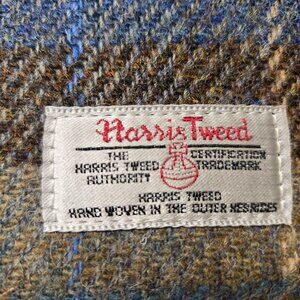 Harris Tweed
THE CERTIFICATION
HARRIS TWEED TRADEMARK
AUTHORITY
HARRIS TWEED
HAND WOVEN IN THE OUTER HEBRIDES